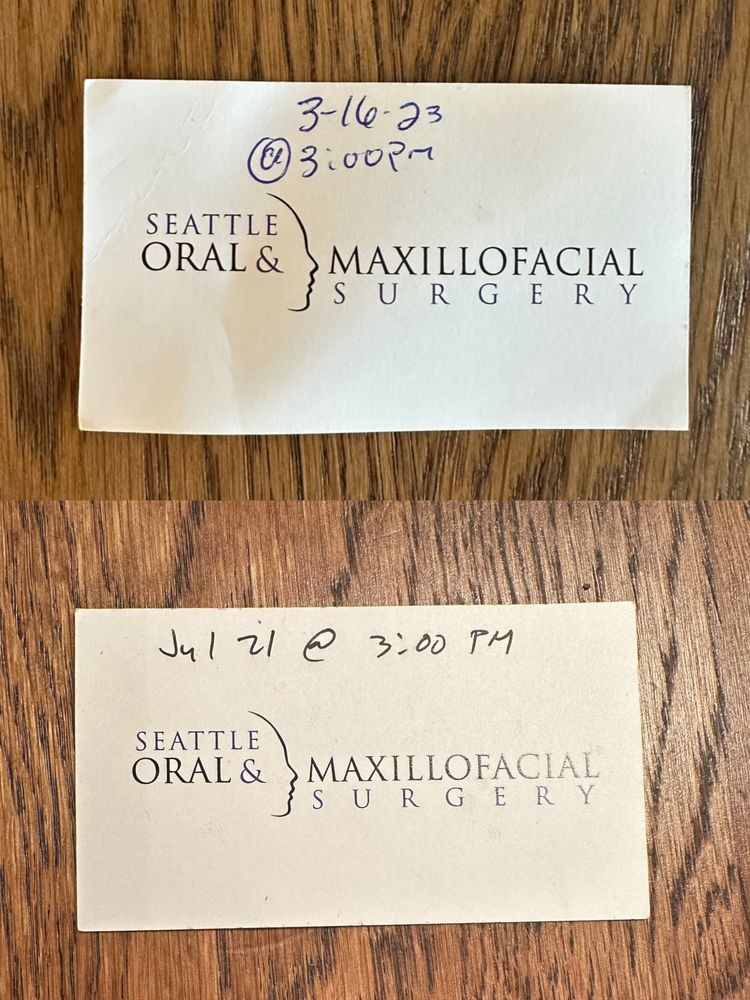 3-16-23
@ 3:00PM
SEATTLE
ORAL & MAXILLOFACIAL
SURGERY
Jul 21 @ 3:00 PM
SEATTLE
ORAL & MAXILLOFACIAL
SURGERY